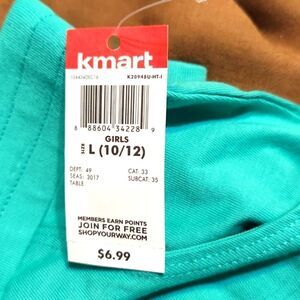 kmart
K20948U-HT-I
8 88604 34228 9
GIRLS
SIZE L (10/12)
DEPT: 49 CAT: 33
SEAS: 3017 SUBCAT: 35
TABLE
MEMBERS EARN POINTS
JOIN FOR FREE
SHOPYOURWAY.COM
$6.99